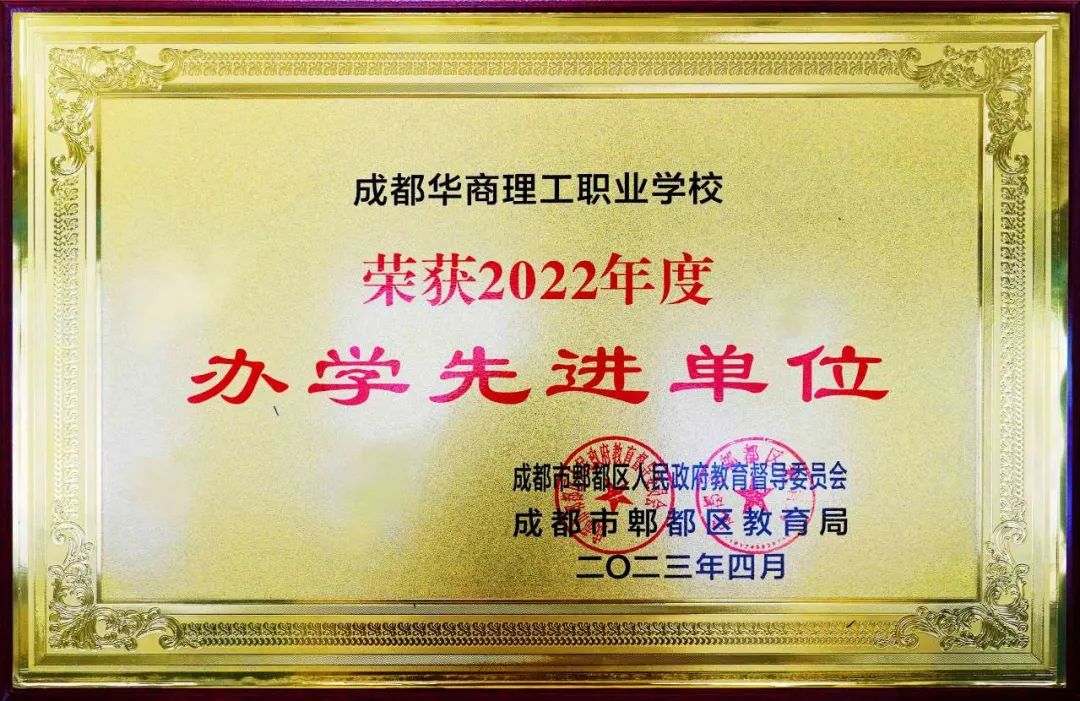 成都华商理工职业学校
荣获2022年度
办学先进单位
成都市郫都区人民政府教育督导委员会
成都市郫都区教育局
二〇二三年四月